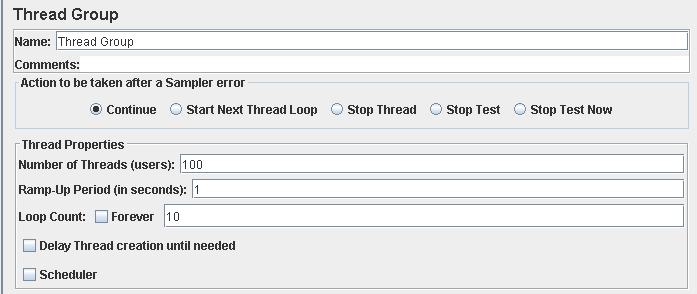 Thread Group
Name: Thread Group
Comments:
Action to be taken after a Sampler error
Continue Start Next Thread Loop Stop Thread Stop Test Stop Test Now
Thread Properties
Number of Threads (users): 100
Ramp-Up Period (in seconds): 1
Loop Count: Forever 10
Delay Thread creation until needed
Scheduler